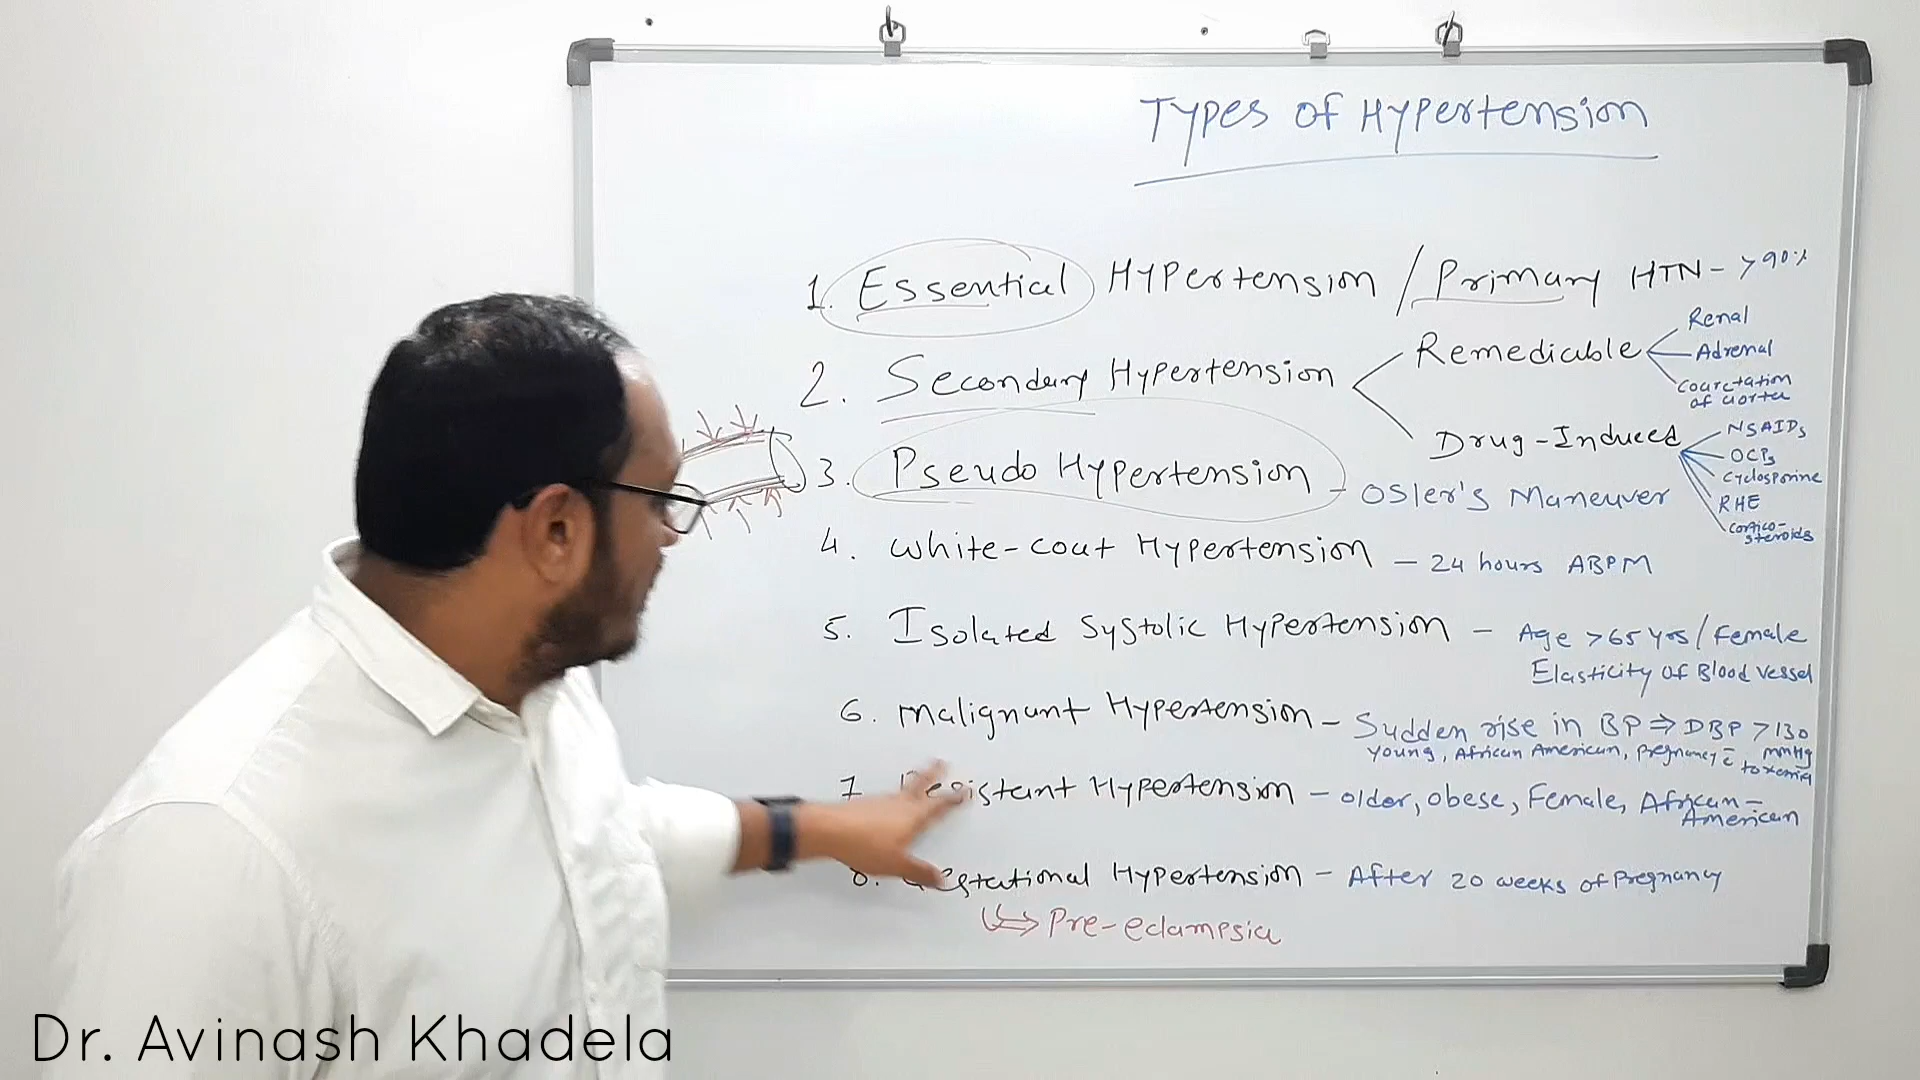 Types of Hypertension
1. Essential Hypertension / Primary HTN - >90%
2. Secondary Hypertension
Remediable
Renal
Adrenal
Courctation of aorta
Drug-Induced
NSAIDs
OCPs
Cyclosporine
RHE
Cortico-
steroids
3. Pseudo Hypertension - Osler's Maneuver
4. White-coat Hypertension - 24 hours ABPM
5. Isolated Systolic Hypertension - Age >65 yrs / Female
Elasticity of Blood vessel
6. Malignant Hypertension - Sudden rise in BP ⇒ DBP >130 mmHg
young, African American, Pregnancy c̄ toxemia
7. Resistant Hypertension - older, obese, Female, African-
American
8. Gestational Hypertension - After 20 weeks of Pregnancy
↳ Pre-eclampsia
Dr. Avinash Khadela